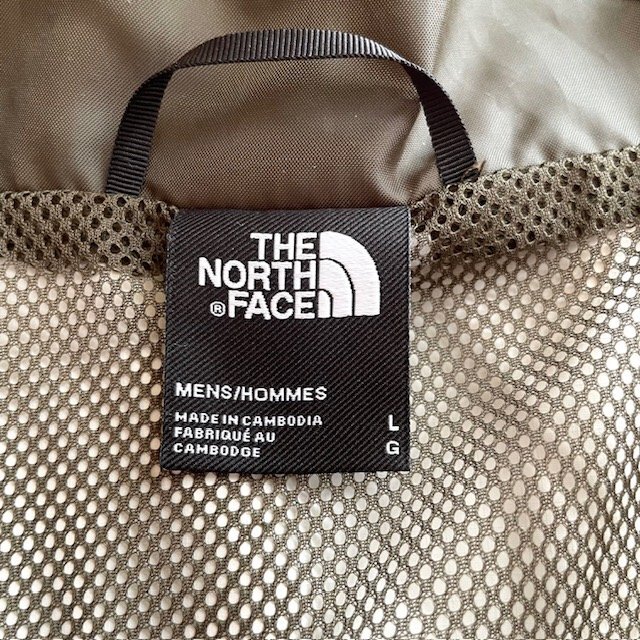 THE
NORTH
® FACE
MENS/HOMMES
MADE IN CAMBODIA
FABRIQUÉ AU
CAMBODGE
L
G